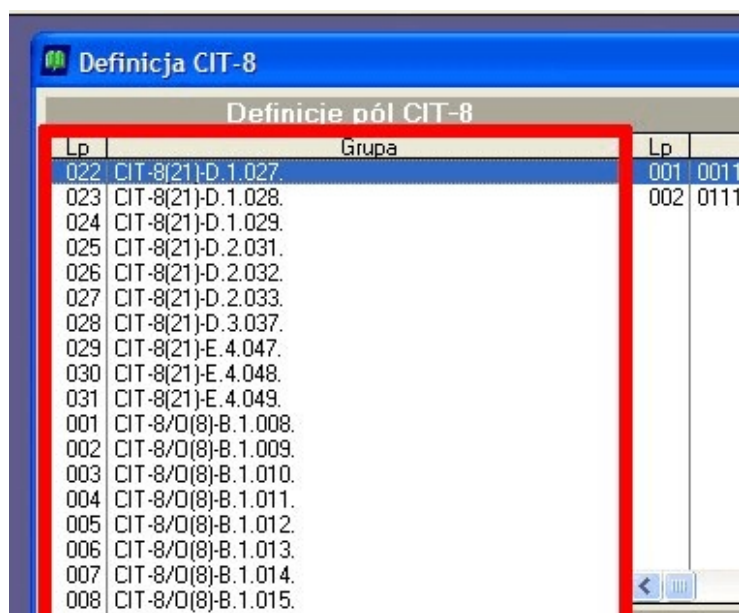 Definicja CIT-8
Definicje pól CIT-8
Lp Grupa Lp
022 CIT-8(21)-D.1.027. 001 0011
023 CIT-8(21)-D.1.028. 002 0111
024 CIT-8(21)-D.1.029.
025 CIT-8(21)-D.2.031.
026 CIT-8(21)-D.2.032.
027 CIT-8(21)-D.2.033.
028 CIT-8(21)-D.3.037.
029 CIT-8(21)-E.4.047.
030 CIT-8(21)-E.4.048.
031 CIT-8(21)-E.4.049.
001 CIT-8/O(8)-B.1.008.
002 CIT-8/O(8)-B.1.009.
003 CIT-8/O(8)-B.1.010.
004 CIT-8/O(8)-B.1.011.
005 CIT-8/O(8)-B.1.012.
006 CIT-8/O(8)-B.1.013.
007 CIT-8/O(8)-B.1.014.
008 CIT-8/O(8)-B.1.015.